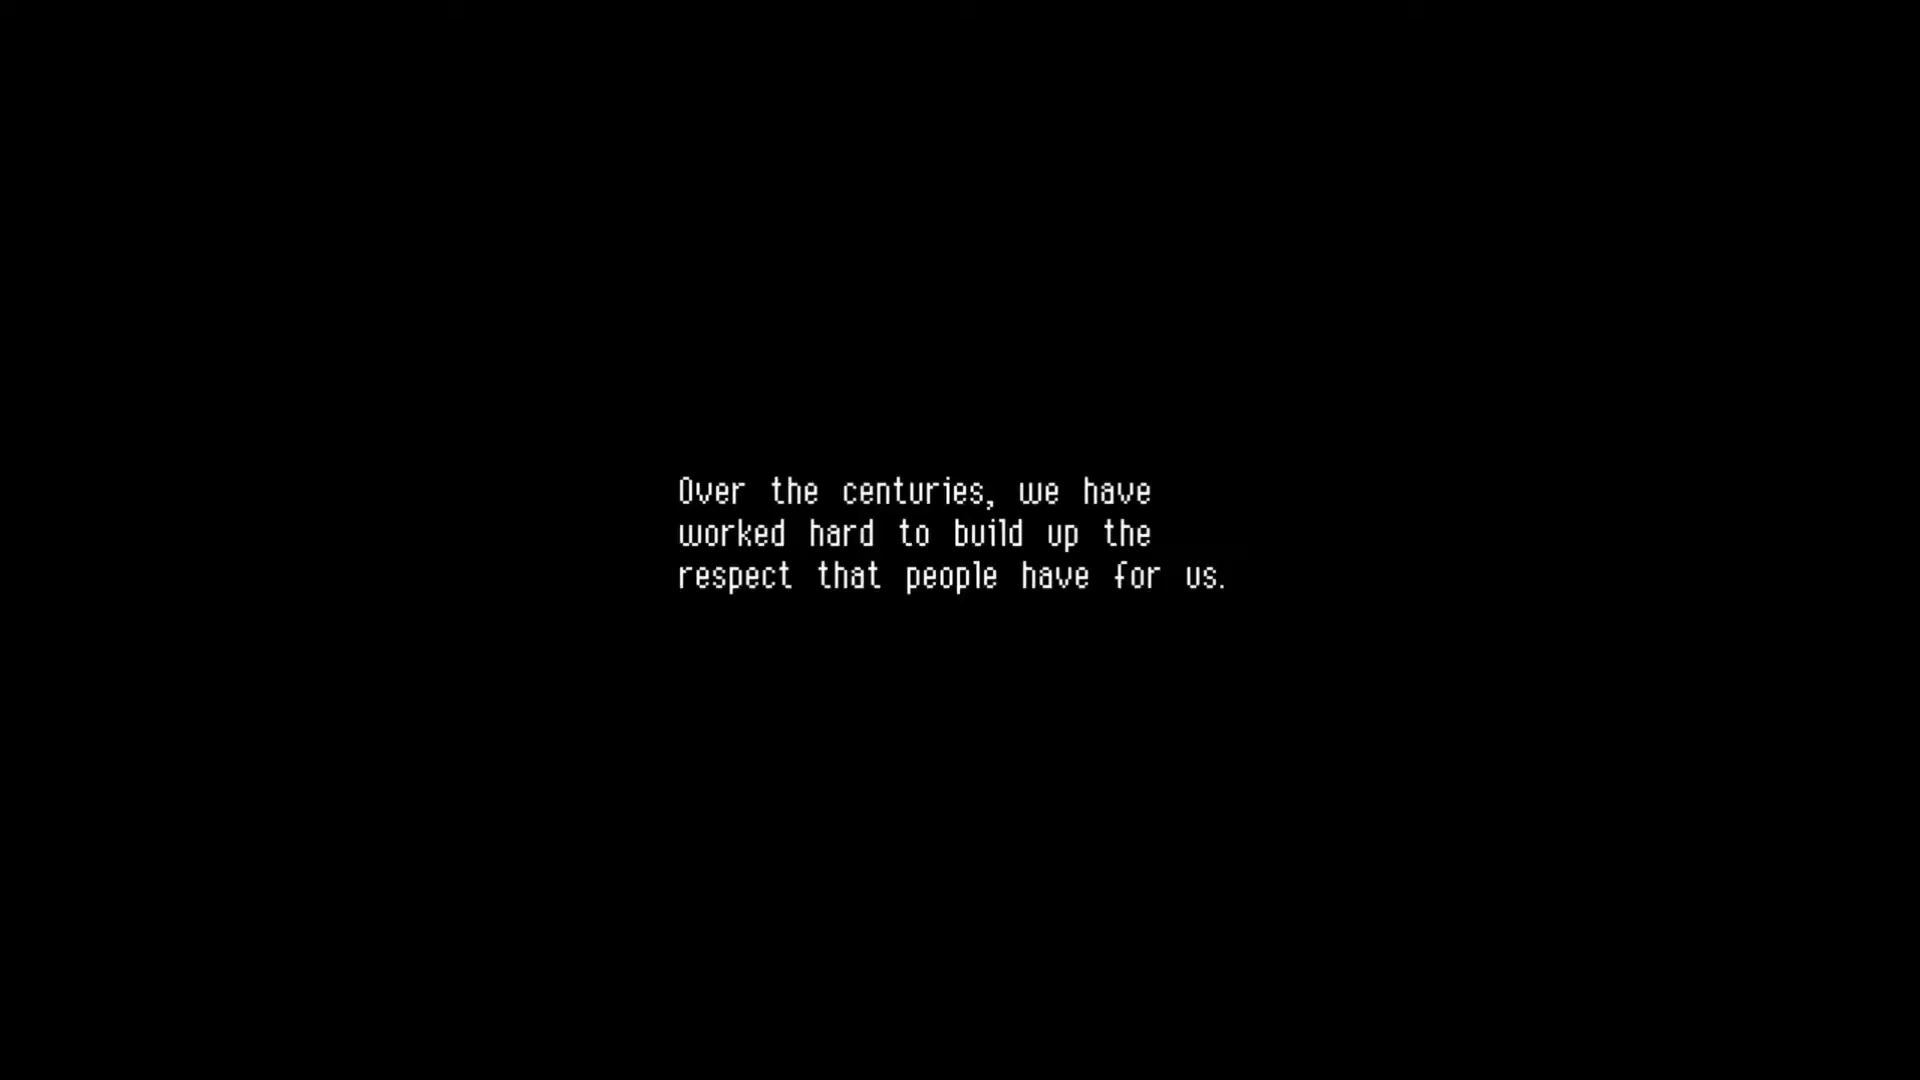 Over the centuries, we have
worked hard to build up the
respect that people have for us.